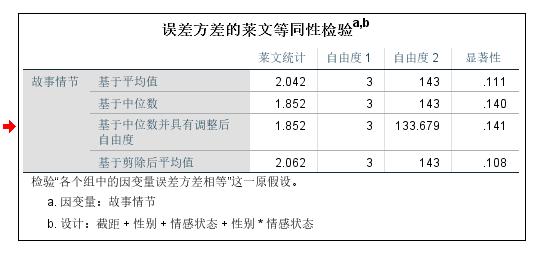 误差方差的莱文等同性检验a,b
莱文统计 自由度 1 自由度 2 显著性
故事情节 基于平均值 2.042 3 143 .111
基于中位数 1.852 3 143 .140
基于中位数并具有调整后 1.852 3 133.679 .141
自由度
基于剪除后平均值 2.062 3 143 .108
检验“各个组中的因变量误差方差相等”这一原假设。
a. 因变量：故事情节
b. 设计：截距 + 性别 + 情感状态 + 性别 * 情感状态